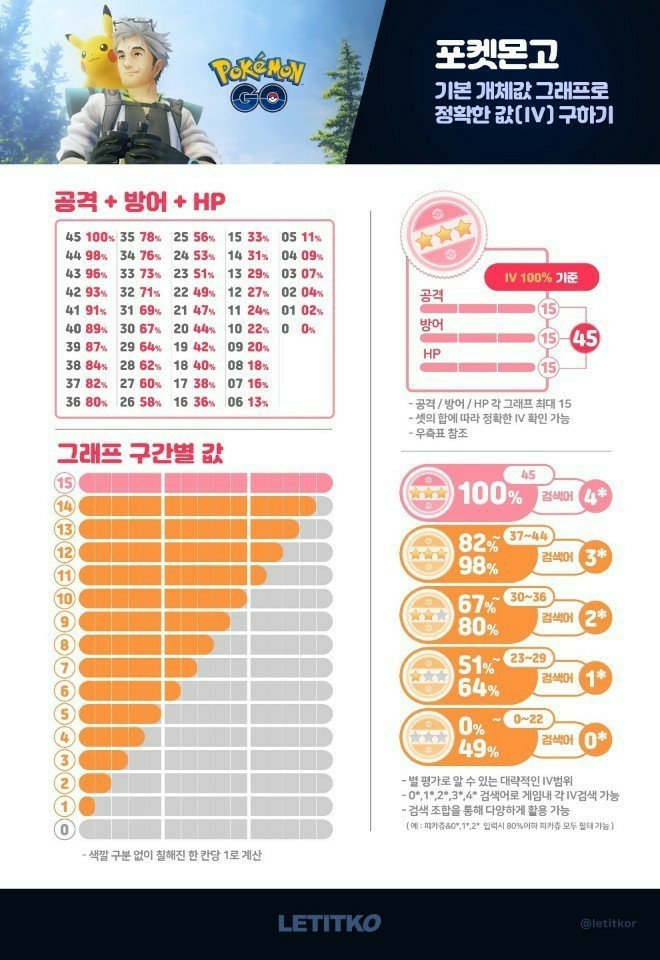 Pokémon
GO
포켓몬고
기본 개체값 그래프로
정확한 값(IV) 구하기
공격 + 방어 + HP
45 100% 35 78% 25 56% 15 33% 05 11%
44 98% 34 76% 24 53% 14 31% 04 09%
43 96% 33 73% 23 51% 13 29% 03 07%
42 93% 32 71% 22 49% 12 27% 02 04%
41 91% 31 69% 21 47% 11 24% 01 02%
40 89% 30 67% 20 44% 10 22% 0 0%
39 87% 29 64% 19 42% 09 20%
38 84% 28 62% 18 40% 08 18%
37 82% 27 60% 17 38% 07 16%
36 80% 26 58% 16 36% 06 13%
IV 100% 기준
공격
15
방어
15
45
HP
15
- 공격 / 방어 / HP 각 그래프 최대 15
- 셋의 합에 따라 정확한 IV 확인 가능
- 우측표 참조
그래프 구간별 값
15
14
13
12
11
10
9
8
7
6
5
4
3
2
1
0
- 색깔 구분 없이 칠해진 한 칸당 1로 계산
45
100% 검색어 4*
82%~ 37~44
98% 검색어 3*
67%~ 30~36
80% 검색어 2*
51%~ 23~29
64% 검색어 1*
0%~ 0~22
49% 검색어 0*
- 별 평가로 알 수 있는 대략적인 IV범위
- 0*,1*,2*,3*,4* 검색어로 게임내 각 IV검색 가능
- 검색 조합을 통해 다양하게 활용 가능
( 예 : 피카츄&0*,1*,2* 입력시 80%이하 피카츄 모두 필터 가능 )
LETITKO
@letitkor